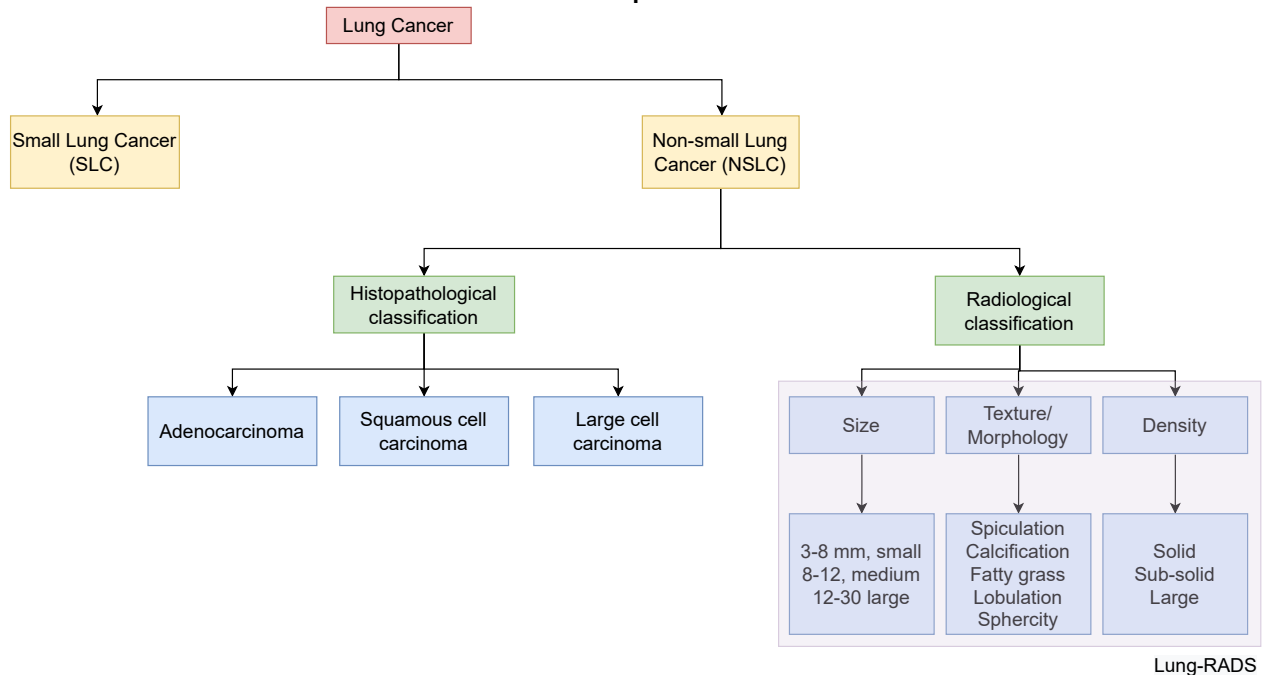 Lung Cancer
Small Lung Cancer
(SLC)
Non-small Lung
Cancer (NSLC)
Histopathological
classification
Radiological
classification
Adenocarcinoma
Squamous cell
carcinoma
Large cell
carcinoma
Size
Texture/
Morphology
Density
3-8 mm, small
8-12, medium
12-30 large
Spiculation
Calcification
Fatty grass
Lobulation
Sphercity
Solid
Sub-solid
Large
Lung-RADS